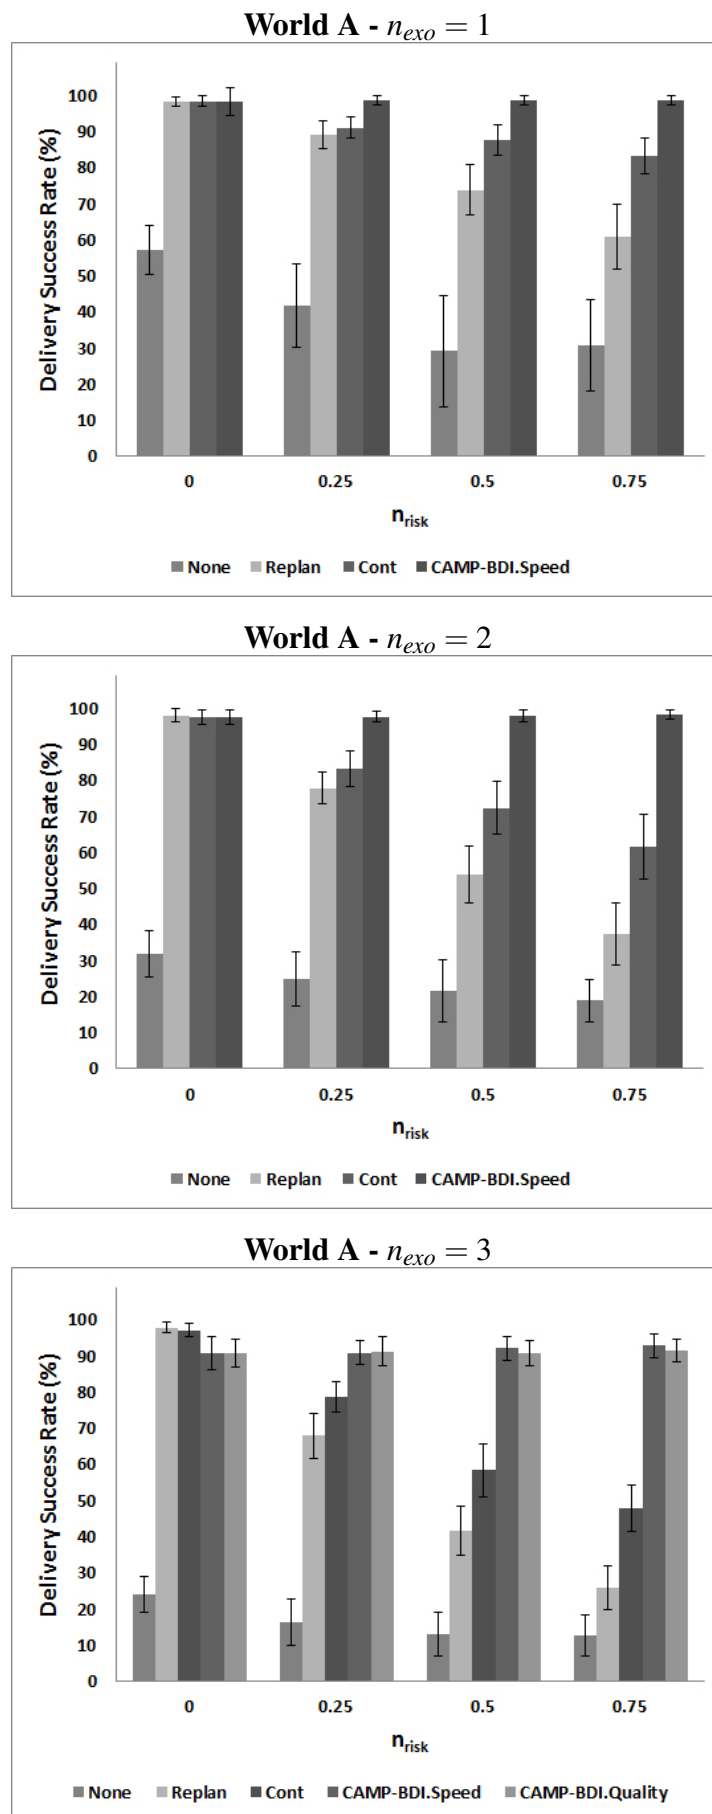 World A - n_exo = 1
Delivery Success Rate (%)
100
90
80
70
60
50
40
30
20
10
0
0 0.25 0.5 0.75
n_risk
None Replan Cont CAMP-BDI.Speed
World A - n_exo = 2
Delivery Success Rate (%)
100
90
80
70
60
50
40
30
20
10
0
0 0.25 0.5 0.75
n_risk
None Replan Cont CAMP-BDI.Speed
World A - n_exo = 3
Delivery Success Rate (%)
100
90
80
70
60
50
40
30
20
10
0
0 0.25 0.5 0.75
n_risk
None Replan Cont CAMP-BDI.Speed CAMP-BDI.Quality